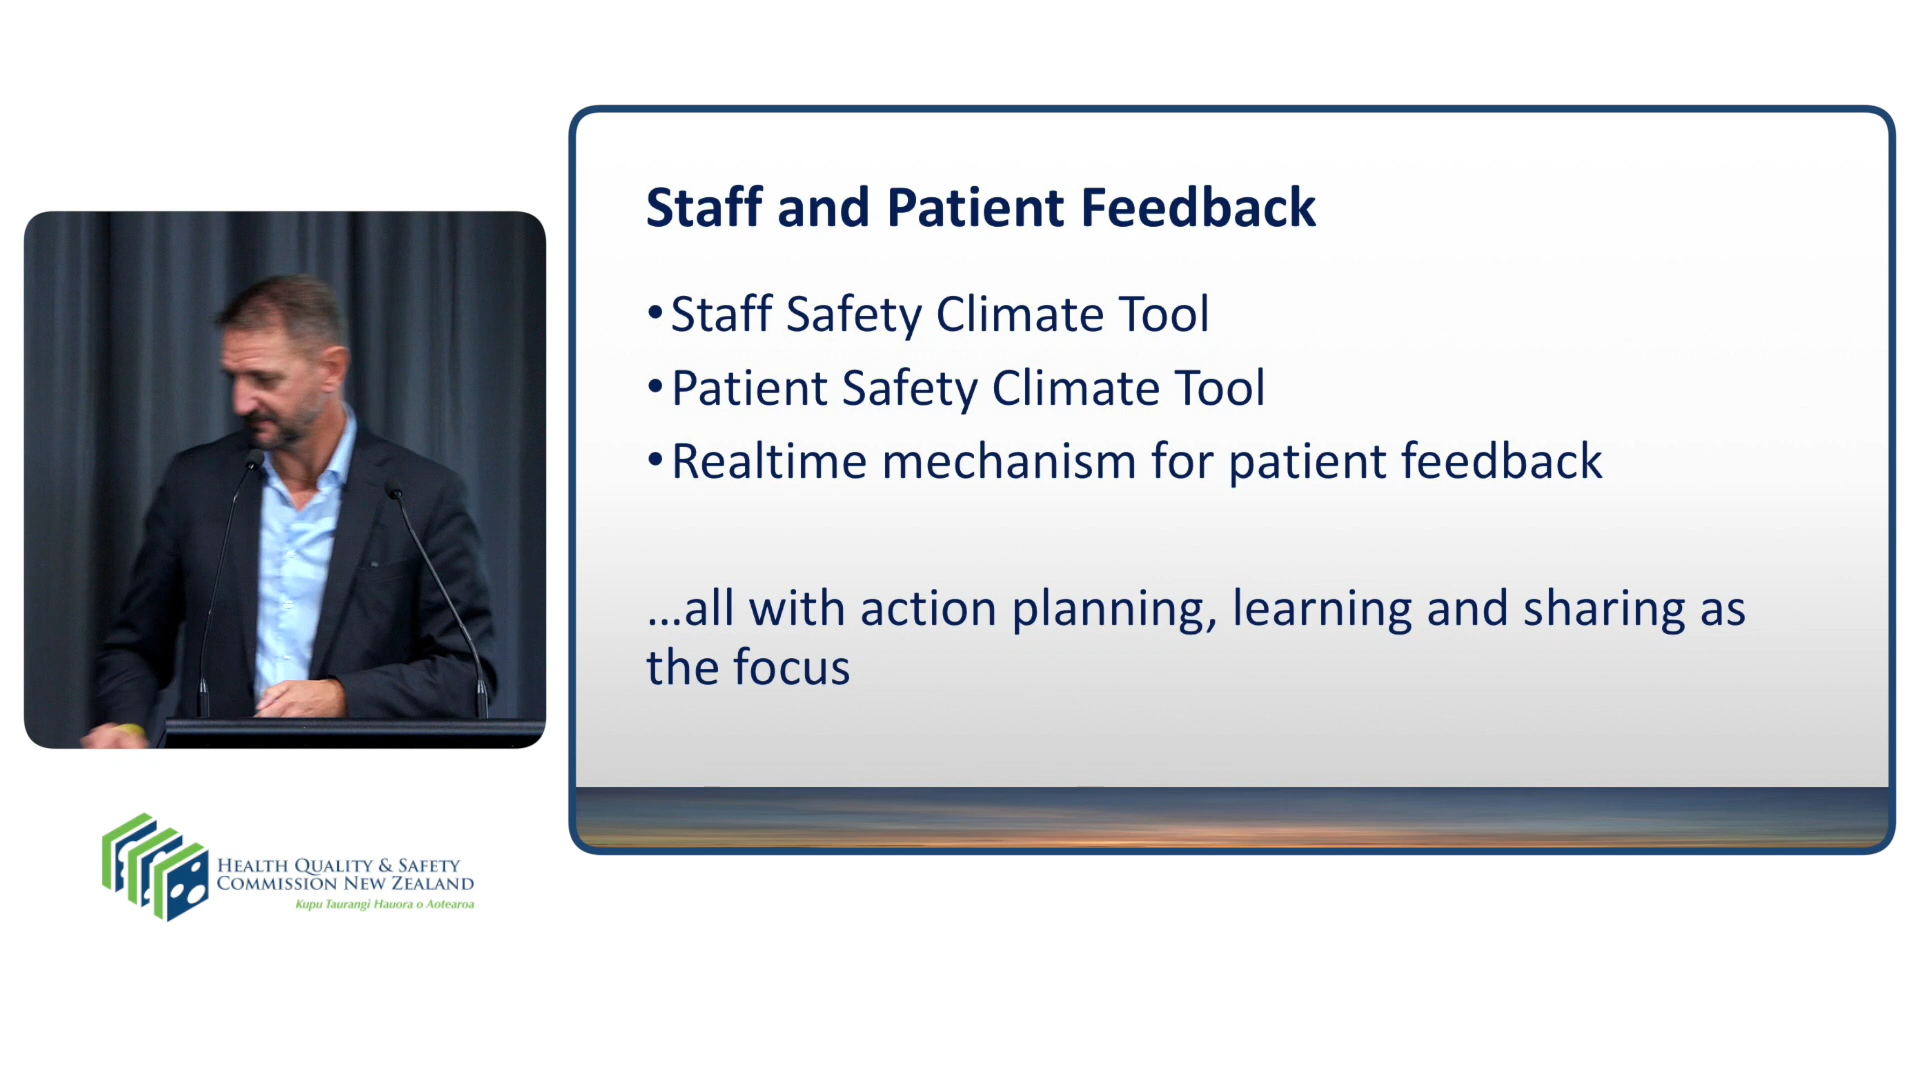 Staff and Patient Feedback
•Staff Safety Climate Tool
•Patient Safety Climate Tool
•Realtime mechanism for patient feedback
…all with action planning, learning and sharing as
the focus
HEALTH QUALITY & SAFETY
COMMISSION NEW ZEALAND
Kupu Taurangi Hauora o Aotearoa